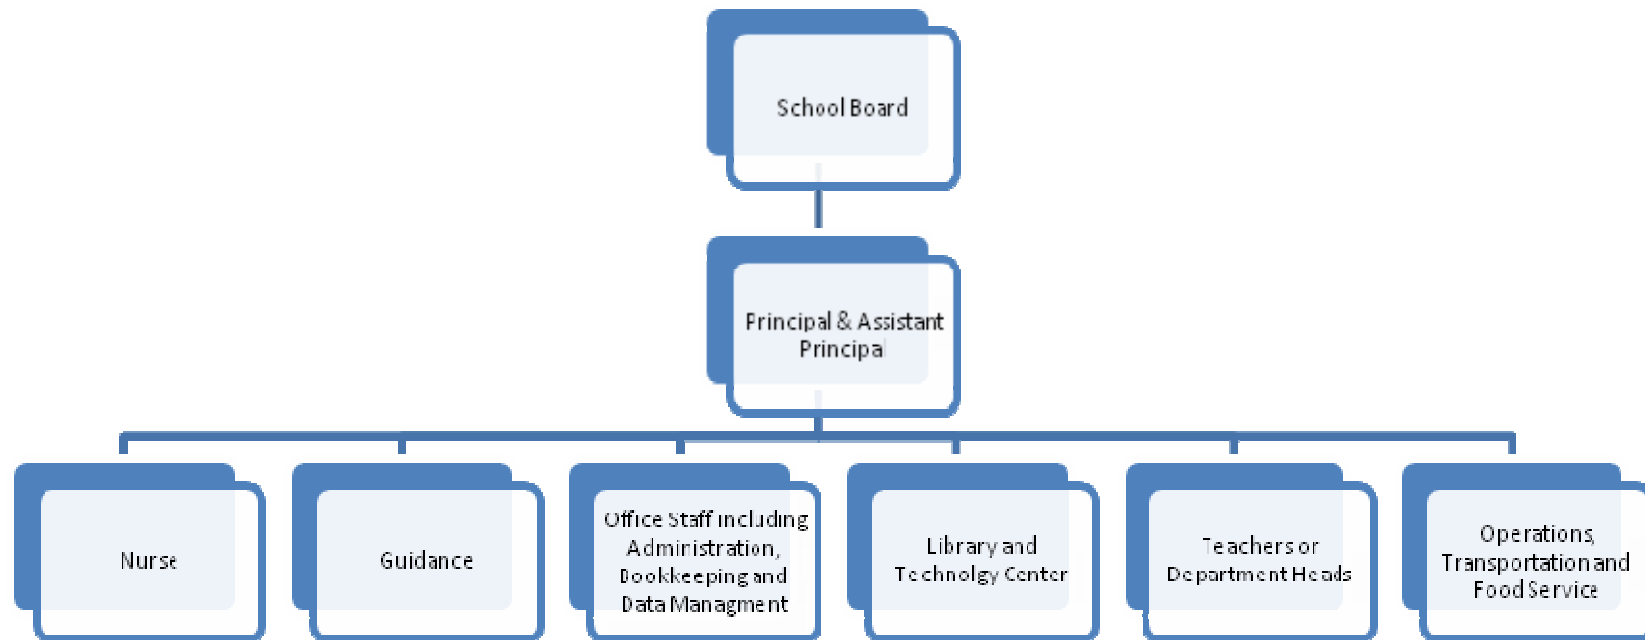 School Board
Principal & Assistant
Principal
Nurse
Guidance
Office Staff including
Administration,
Bookkeeping and
Data Managment
Library and
Technolgy Center
Teachers or
Department Heads
Operations,
Transportation and
Food Service